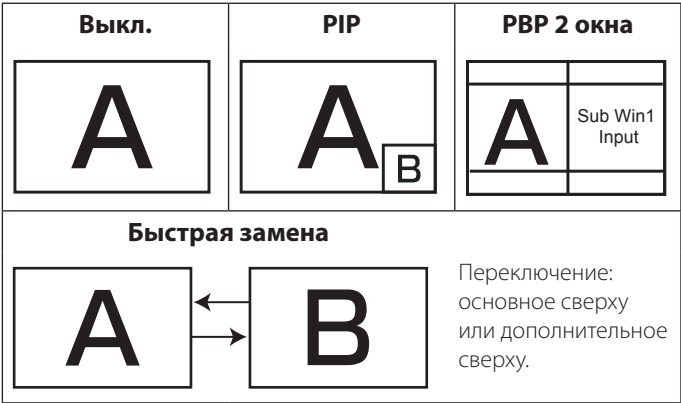 Выкл.
PIP
PBP 2 окна
A
A
B
A
Sub Win1
Input
Быстрая замена
A
B
Переключение:
основное сверху
или дополнительное
сверху.